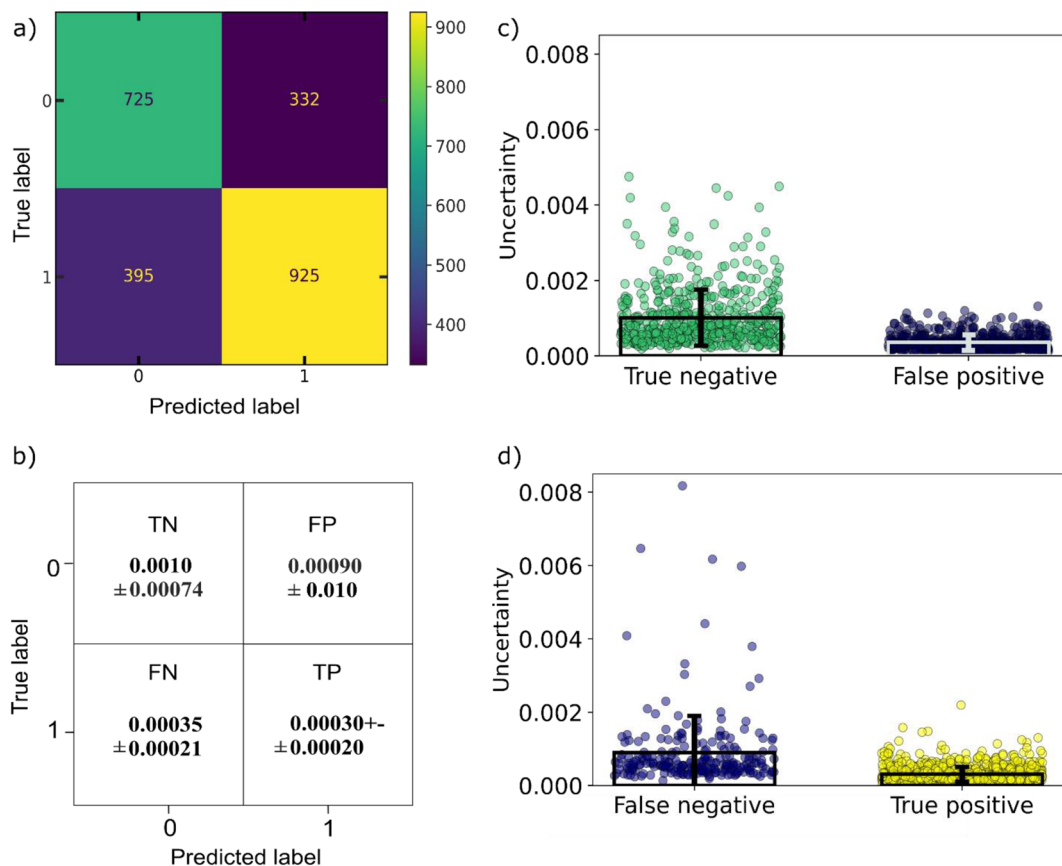 a)
0
725
332
1
395
925
0
1
True label
Predicted label
900
800
700
600
500
400
b)
TN
0.0010
±0.00074
FP
0.00090
± 0.010
FN
0.00035
±0.00021
TP
0.00030+-
±0.00020
0
1
0
1
True label
Predicted label
c)
0.008
0.006
0.004
0.002
0.000
Uncertainty
True negative
False positive
d)
0.008
0.006
0.004
0.002
0.000
Uncertainty
False negative
True positive